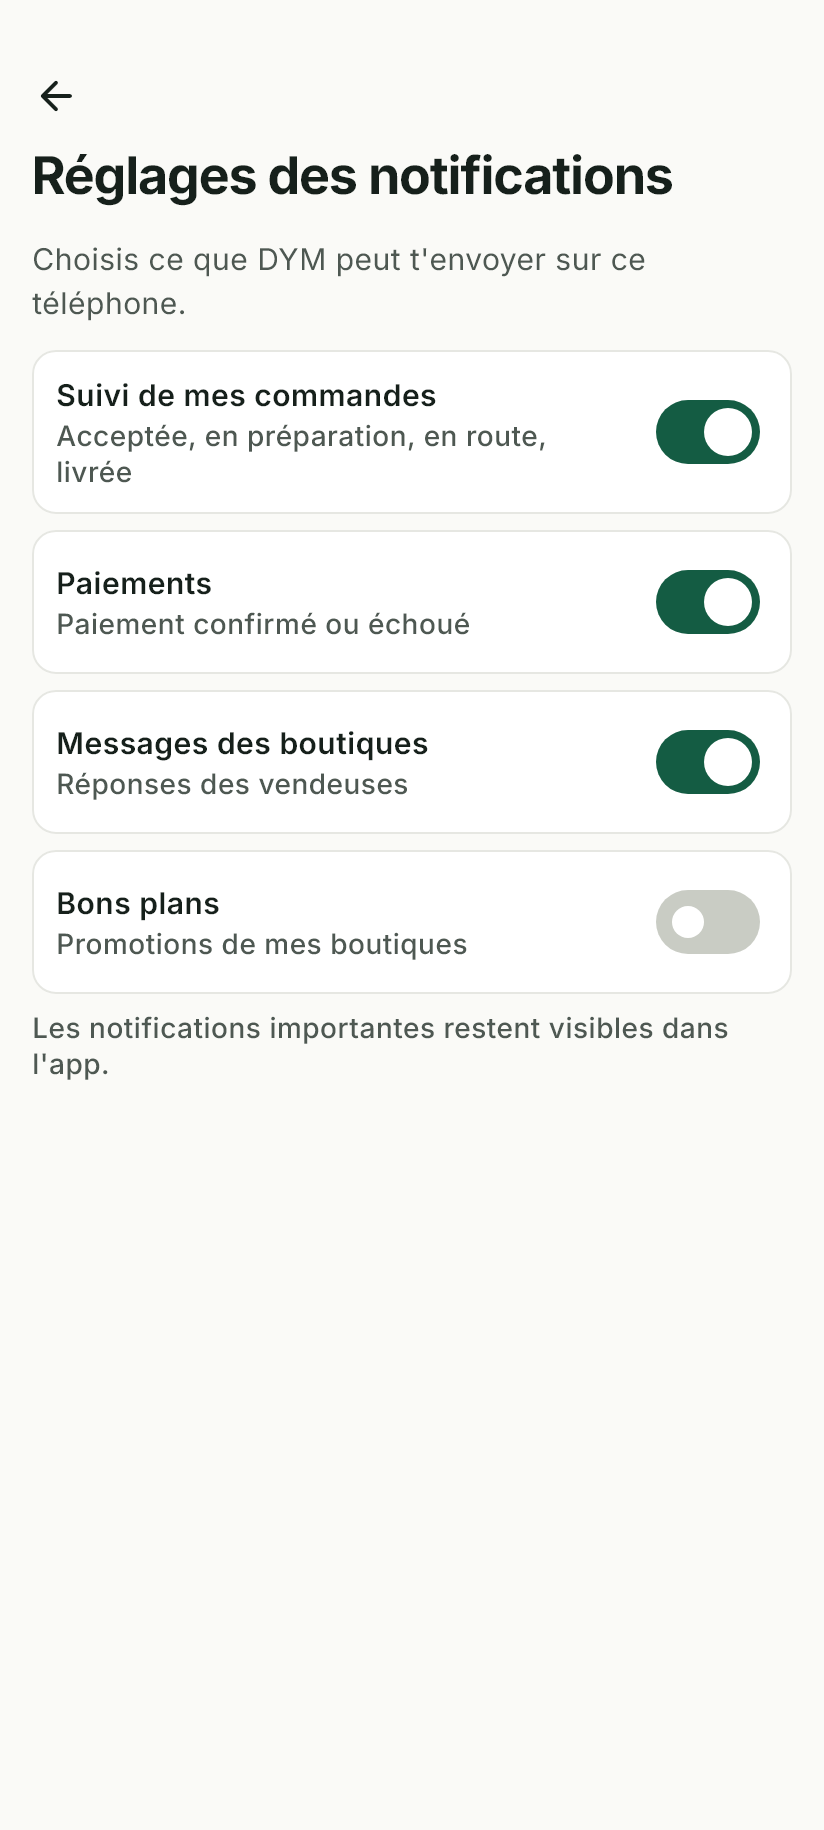 Réglages des notifications
Choisis ce que DYM peut t'envoyer sur ce
téléphone.
Suivi de mes commandes
Acceptée, en préparation, en route,
livrée
Paiements
Paiement confirmé ou échoué
Messages des boutiques
Réponses des vendeuses
Bons plans
Promotions de mes boutiques
Les notifications importantes restent visibles dans
l'app.